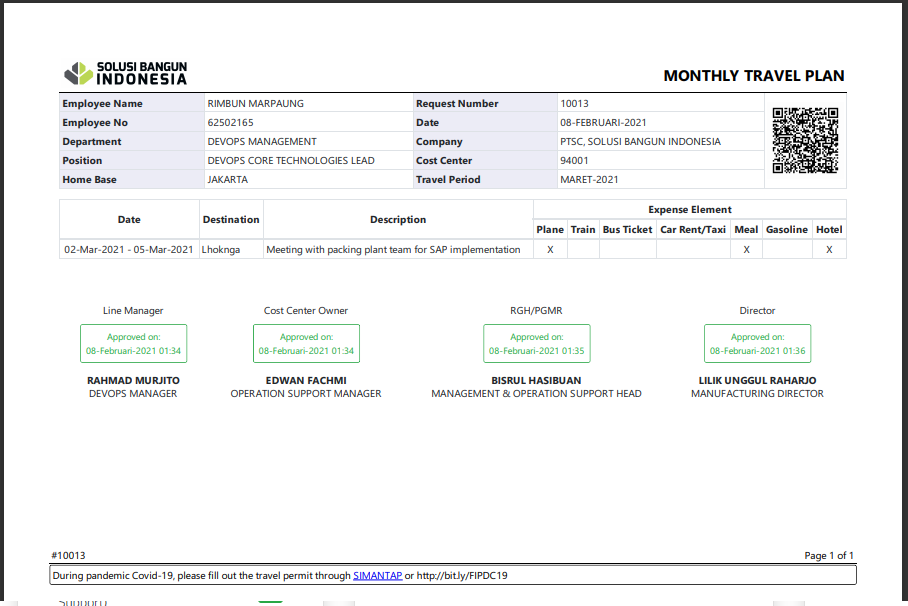 SOLUSI BANGUN
INDONESIA
MONTHLY TRAVEL PLAN
Employee Name RIMBUN MARPAUNG Request Number 10013
Employee No 62502165 Date 08-FEBRUARI-2021
Department DEVOPS MANAGEMENT Company PTSC, SOLUSI BANGUN INDONESIA
Position DEVOPS CORE TECHNOLOGIES LEAD Cost Center 94001
Home Base JAKARTA Travel Period MARET-2021
Date Destination Description Expense Element
Plane Train Bus Ticket Car Rent/Taxi Meal Gasoline Hotel
02-Mar-2021 - 05-Mar-2021 Lhoknga Meeting with packing plant team for SAP implementation X X X
Line Manager Cost Center Owner RGH/PGMR Director
Approved on: Approved on: Approved on: Approved on:
08-Februari-2021 01:34 08-Februari-2021 01:34 08-Februari-2021 01:35 08-Februari-2021 01:36
RAHMAD MURJITO EDWAN FACHMI BISRUL HASIBUAN LILIK UNGGUL RAHARJO
DEVOPS MANAGER OPERATION SUPPORT MANAGER MANAGEMENT & OPERATION SUPPORT HEAD MANUFACTURING DIRECTOR
#10013 Page 1 of 1
During pandemic Covid-19, please fill out the travel permit through SIMANTAP or http://bit.ly/FIPDC19